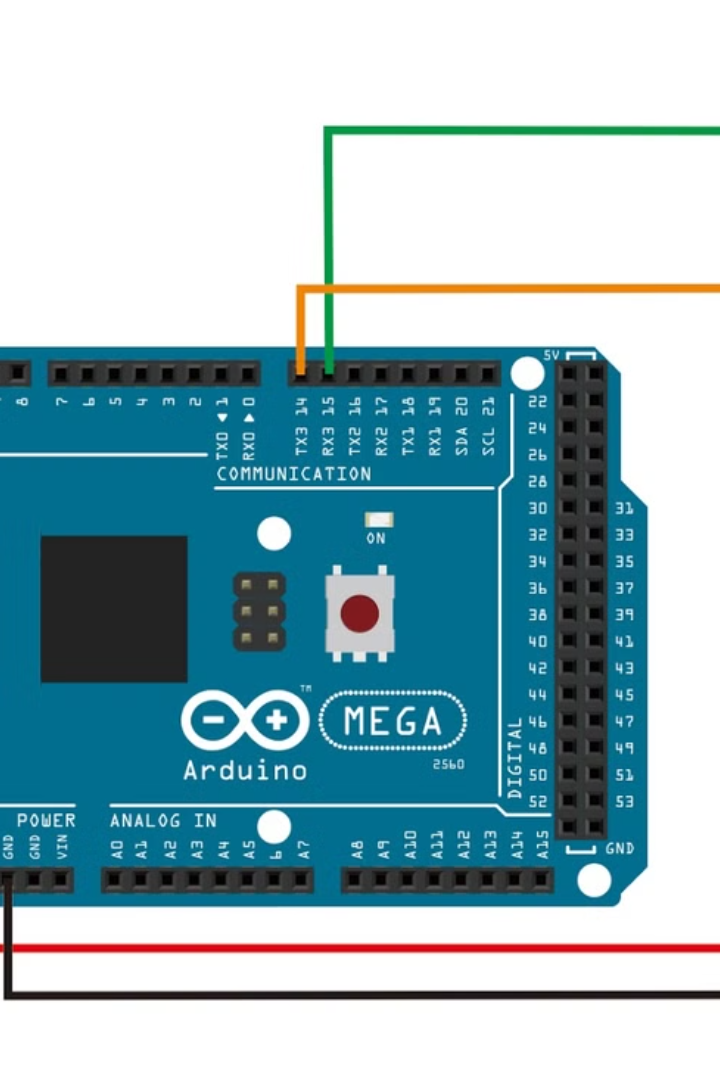 8 7 6 5 4 3 2 1 0
TX0 ◀ RX0 ▶
TX3 14
RX3 15
TX2 16
RX2 17
TX1 18
RX1 19
SDA 20
SCL 21
COMMUNICATION
5V
22
24
26
28
30 31
32 33
34 35
36 37
38 39
40 41
42 43
44 45
46 47
48 49
50 51
52 53
GND
DIGITAL
ON
TM
MEGA
Arduino
2560
POWER
GND GND VIN
ANALOG IN
A0 A1 A2 A3 A4 A5 6 A7
A8 A9 A10 A11 A12 A13 A14 A15